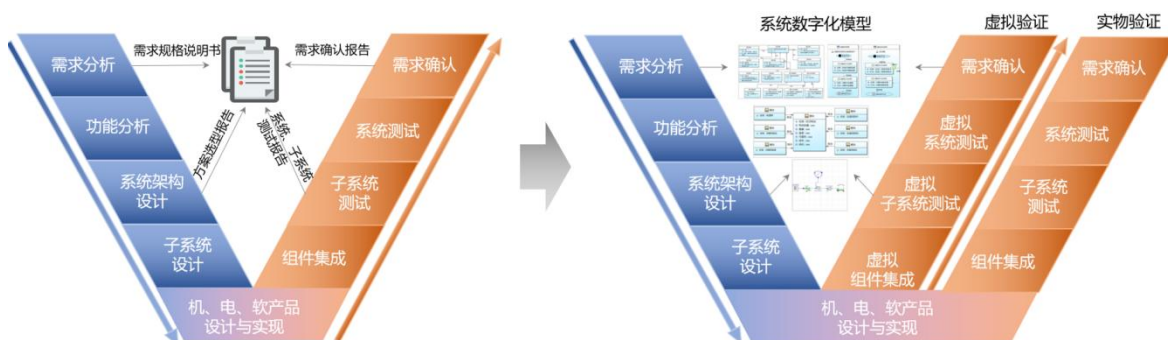 需求规格说明书
需求确认报告
需求分析
功能分析
系统架构
设计
子系统
设计
方案选型报告
系统、子系统
测试报告
需求确认
系统测试
子系统
测试
组件集成
机、电、软产品
设计与实现
系统数字化模型
虚拟验证
实物验证
需求分析
功能分析
系统架构
设计
子系统
设计
需求确认
虚拟
系统测试
虚拟
子系统测试
虚拟
组件集成
需求确认
系统测试
子系统
测试
组件集成
机、电、软产品
设计与实现